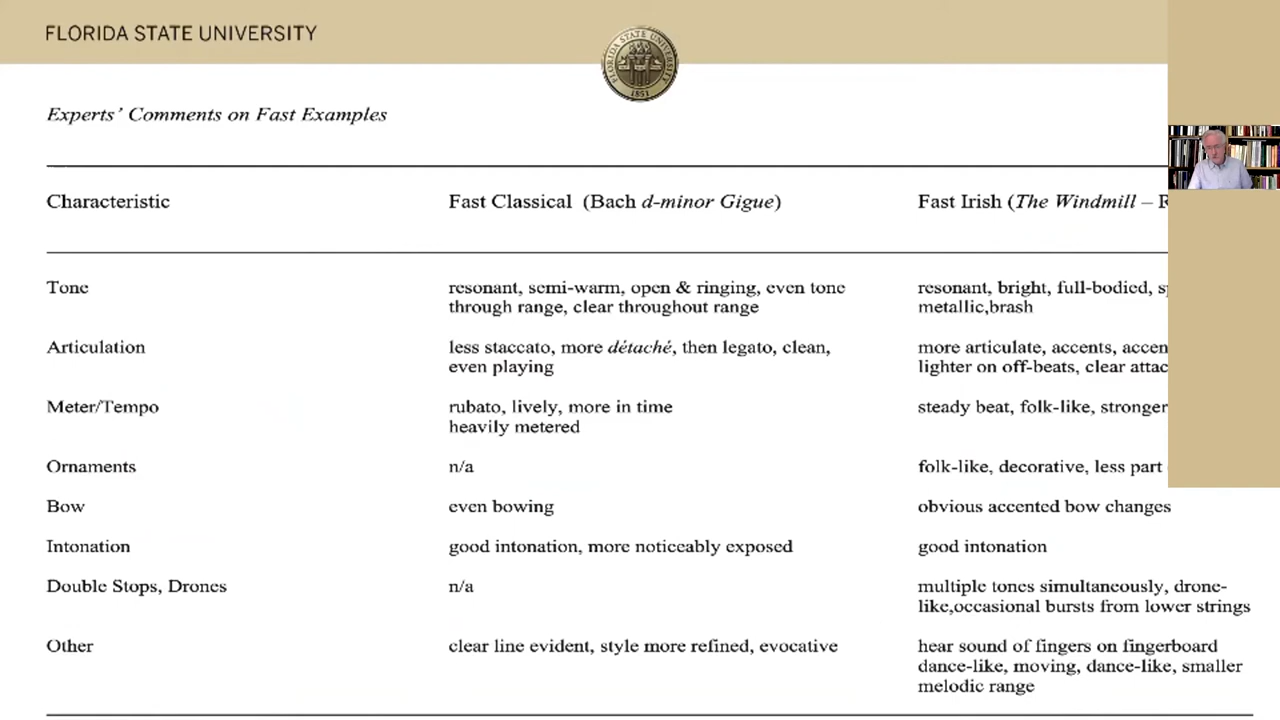 FLORIDA STATE UNIVERSITY
FLORIDA STATE UNIVERSITY
1851
Experts' Comments on Fast Examples
Characteristic
Fast Classical (Bach d-minor Gigue)
Fast Irish (The Windmill –
Tone
resonant, semi-warm, open & ringing, even tone
through range, clear throughout range
resonant, bright, full-bodied,
metallic,brash
Articulation
less staccato, more détaché, then legato, clean,
even playing
more articulate, accents,
lighter on off-beats, clear
Meter/Tempo
rubato, lively, more in time
heavily metered
steady beat, folk-like, stronger
Ornaments
n/a
folk-like, decorative, less part
Bow
even bowing
obvious accented bow changes
Intonation
good intonation, more noticeably exposed
good intonation
Double Stops, Drones
n/a
multiple tones simultaneously, drone-
like,occasional bursts from lower strings
Other
clear line evident, style more refined, evocative
hear sound of fingers on fingerboard
dance-like, moving, dance-like, smaller
melodic range